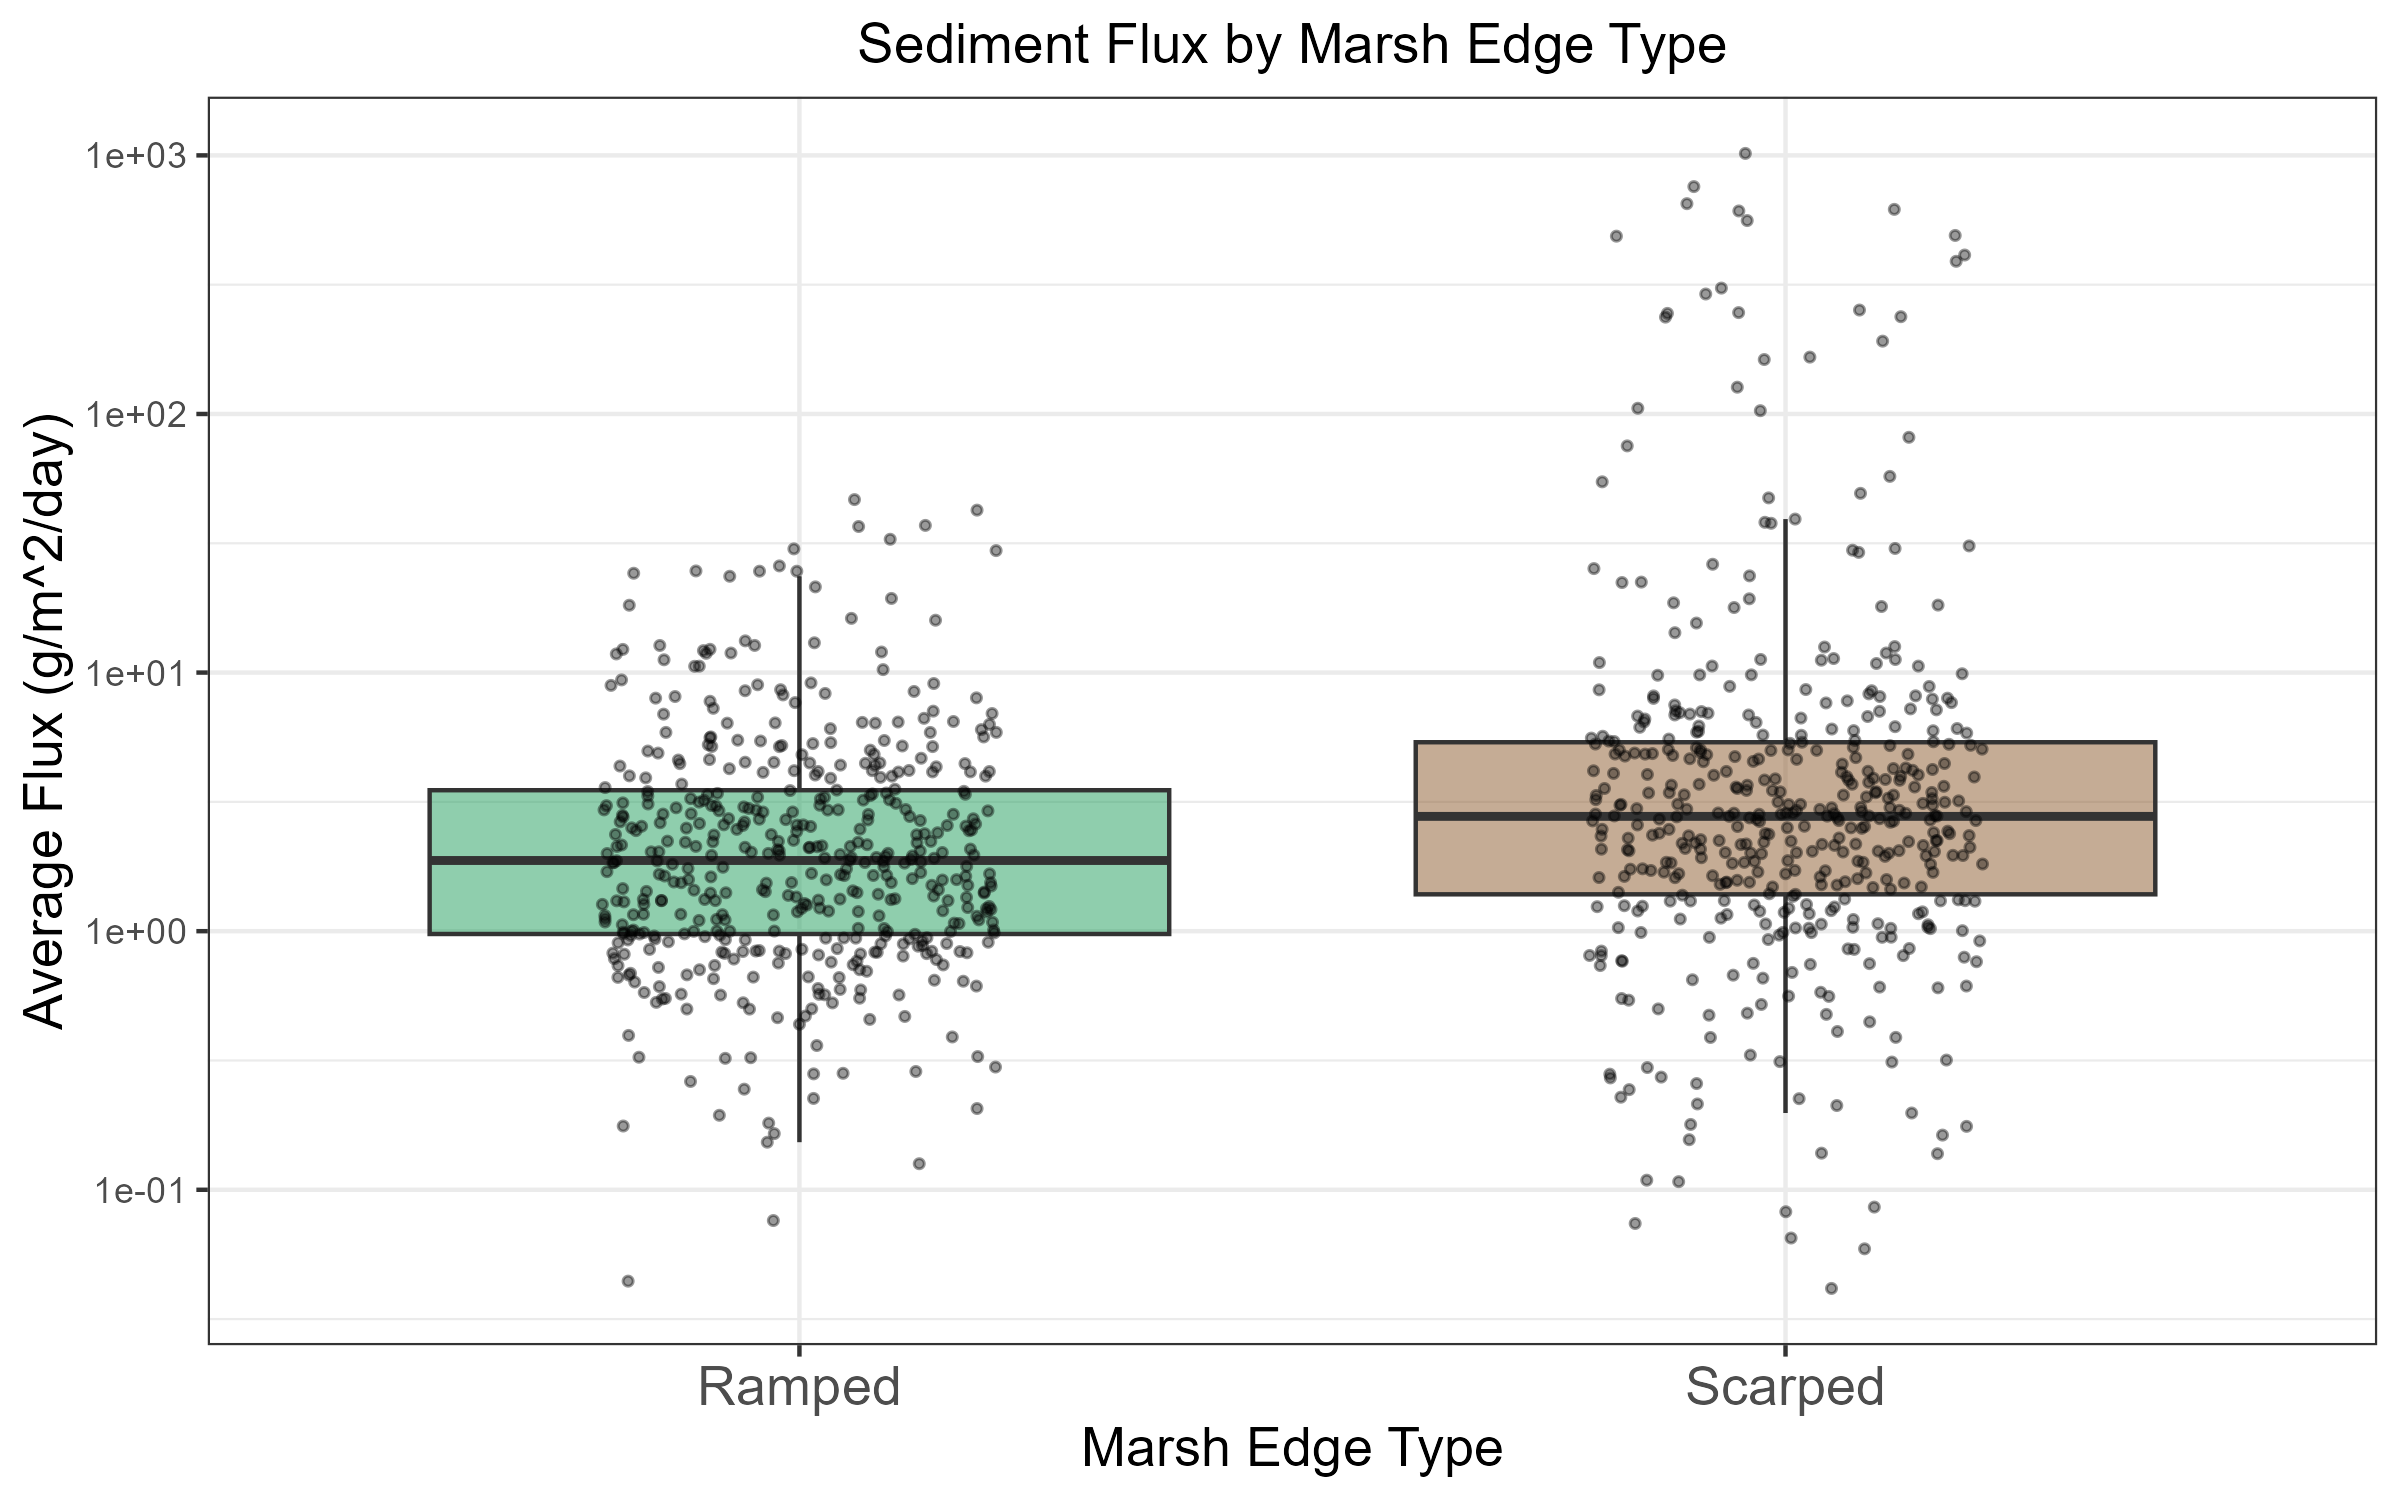 Sediment Flux by Marsh Edge Type
Average Flux (g/m^2/day)
1e+03
1e+02
1e+01
1e+00
1e-01
Ramped
Scarped
Marsh Edge Type